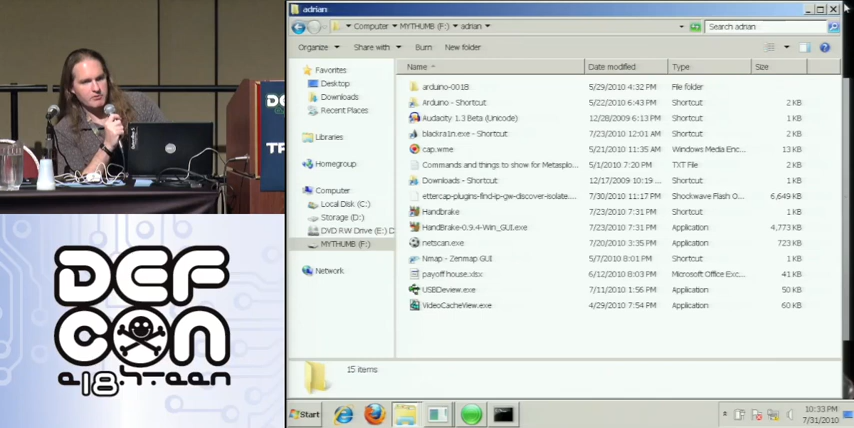 adrian
Computer ▸ MYTHUMB (F:) ▸ adrian
Search adrian
Organize Share with Burn New folder
Favorites
Desktop
Downloads
Recent Places
Libraries
Homegroup
Computer
Local Disk (C:)
Storage (D:)
DVD RW Drive (E:) D
MYTHUMB (F:)
Network
Name Date modified Type Size
arduino-0018 5/29/2010 4:32 PM File folder
Arduino - Shortcut 5/22/2010 6:43 PM Shortcut 2 KB
Audacity 1.3 Beta (Unicode) 12/28/2009 6:13 PM Shortcut 1 KB
blackra1n.exe - Shortcut 7/23/2010 12:01 AM Shortcut 2 KB
cap.wme 5/21/2010 11:35 AM Windows Media Enc... 13 KB
Commands and things to show for Metasplo... 5/1/2010 7:20 PM TXT File 2 KB
Downloads - Shortcut 12/17/2009 10:19 ... Shortcut 1 KB
ettercap-plugins-find-ip-gw-discover-isolate.... 7/30/2010 11:17 PM Shockwave Flash O... 6,649 KB
Handbrake 7/23/2010 7:31 PM Shortcut 1 KB
HandBrake-0.9.4-Win_GUI.exe 7/23/2010 7:31 PM Application 4,773 KB
netscan.exe 7/20/2010 3:35 PM Application 723 KB
Nmap - Zenmap GUI 5/7/2010 8:01 PM Shortcut 1 KB
payoff house.xlsx 6/12/2010 8:03 PM Microsoft Office Exc... 41 KB
USBDeview.exe 7/11/2010 1:56 PM Application 90 KB
VideoCacheView.exe 4/29/2010 7:54 PM Application 60 KB
15 items
Start
10:33 PM
7/31/2010
DEF
CON
e18hteen